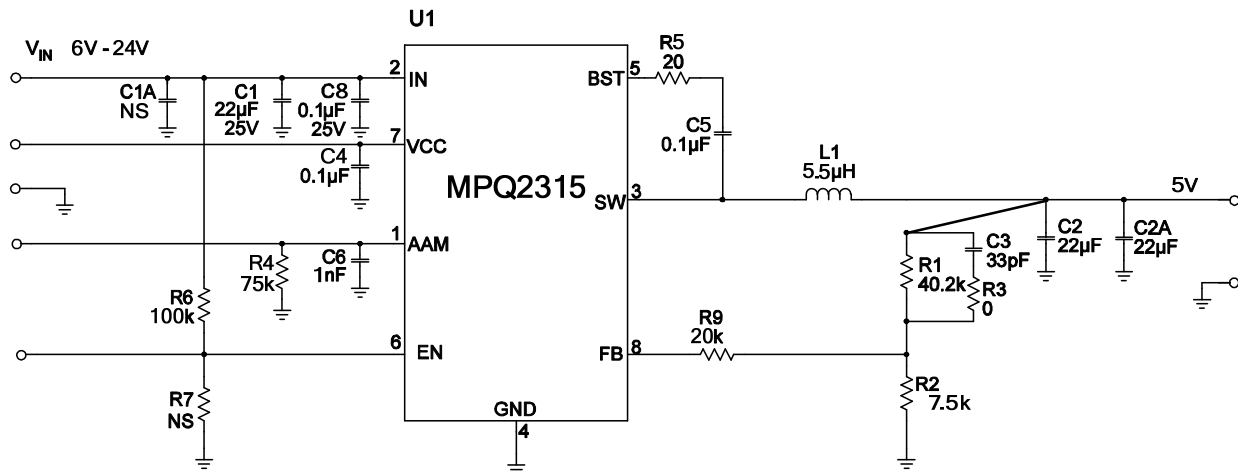 U1
V_IN 6V - 24V
C1A
NS
C1
22µF
25V
C8
0.1µF
25V
2
IN
7
VCC
C4
0.1µF
MPQ2315
1
AAM
R4
75k
C6
1nF
R6
100k
6
EN
R7
NS
GND
4
BST
5
R5
20
C5
0.1µF
SW
3
L1
5.5µH
5V
C2
22µF
C2A
22µF
C3
33pF
R1
40.2k
R3
0
FB
8
R9
20k
R2
7.5k